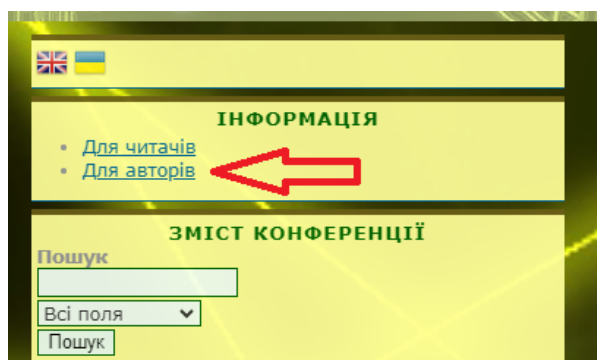 ІНФОРМАЦІЯ
Для читачів
Для авторів
ЗМІСТ КОНФЕРЕНЦІЇ
Пошук
Всі поля
Пошук